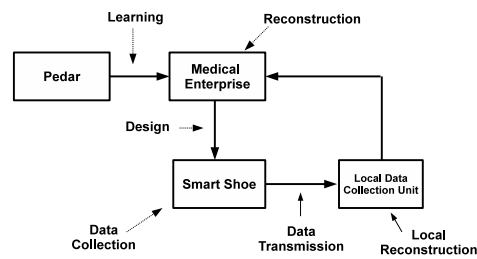 Learning
Reconstruction
Pedar
Medical
Enterprise
Design
Smart Shoe
Local Data
Collection Unit
Data
Collection
Data
Transmission
Local
Reconstruction